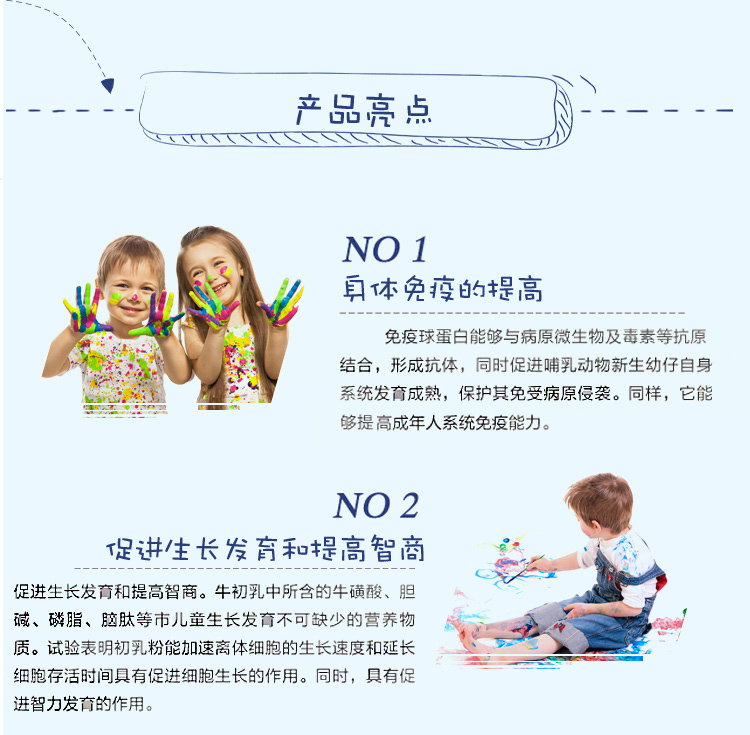 产品亮点
NO 1
身体免疫的提高
免疫球蛋白能够与病原微生物及毒素等抗原
结合，形成抗体，同时促进哺乳动物新生幼仔自身
系统发育成熟，保护其免受病原侵袭。同样，它能
够提高成年人系统免疫能力。
NO 2
促进生长发育和提高智商
促进生长发育和提高智商。牛初乳中所含的牛磺酸、胆
碱、磷脂、脑肽等市儿童生长发育不可缺少的营养物
质。试验表明初乳粉能加速离体细胞的生长速度和延长
细胞存活时间具有促进细胞生长的作用。同时，具有促
进智力发育的作用。